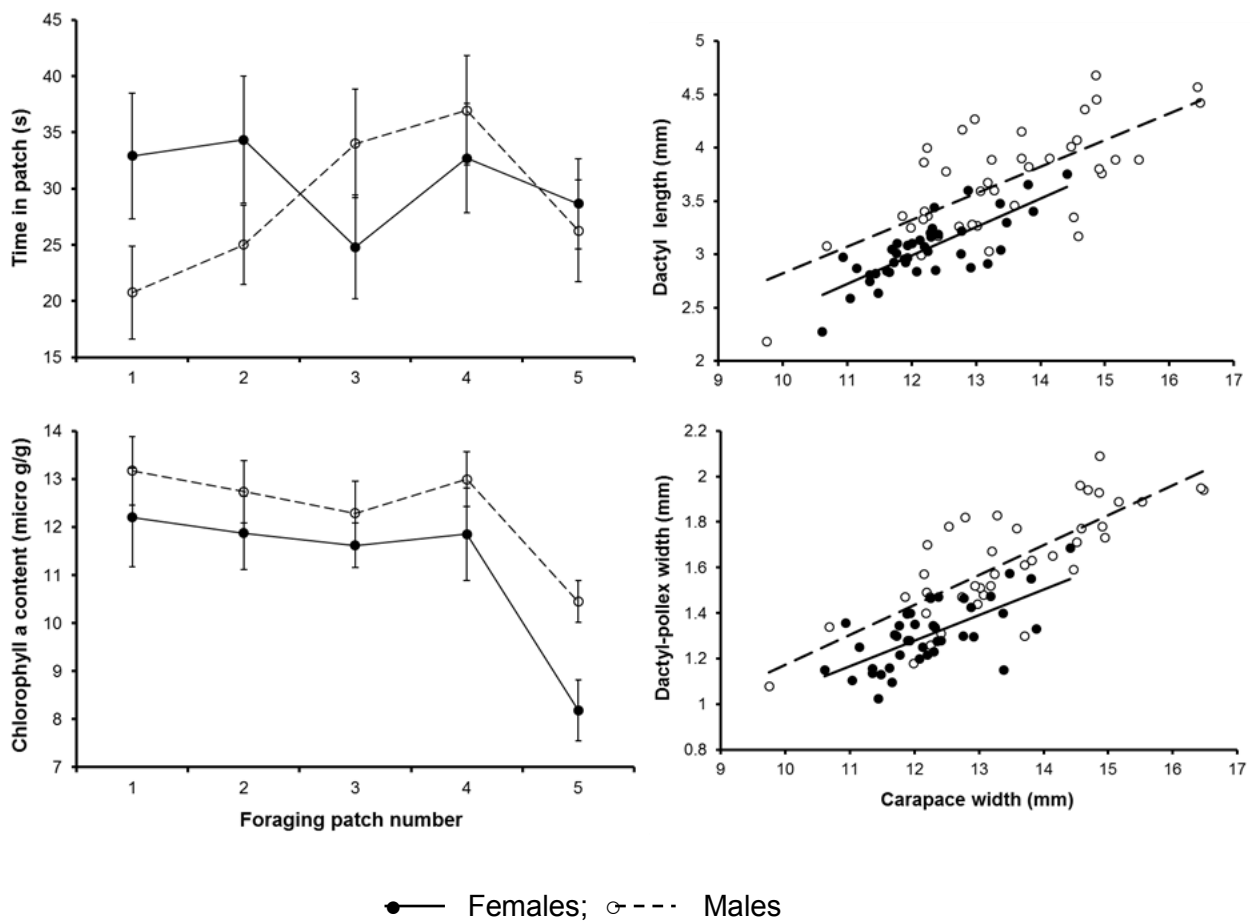 Time in patch (s)
45
40
35
30
25
20
15
1 2 3 4 5
Dactyl length (mm)
5
4.5
4
3.5
3
2.5
2
9 10 11 12 13 14 15 16 17
Chlorophyll a content (micro g/g)
14
13
12
11
10
9
8
7
1 2 3 4 5
Foraging patch number
Dactyl-pollex width (mm)
2.2
2
1.8
1.6
1.4
1.2
1
0.8
9 10 11 12 13 14 15 16 17
Carapace width (mm)
Females; Males